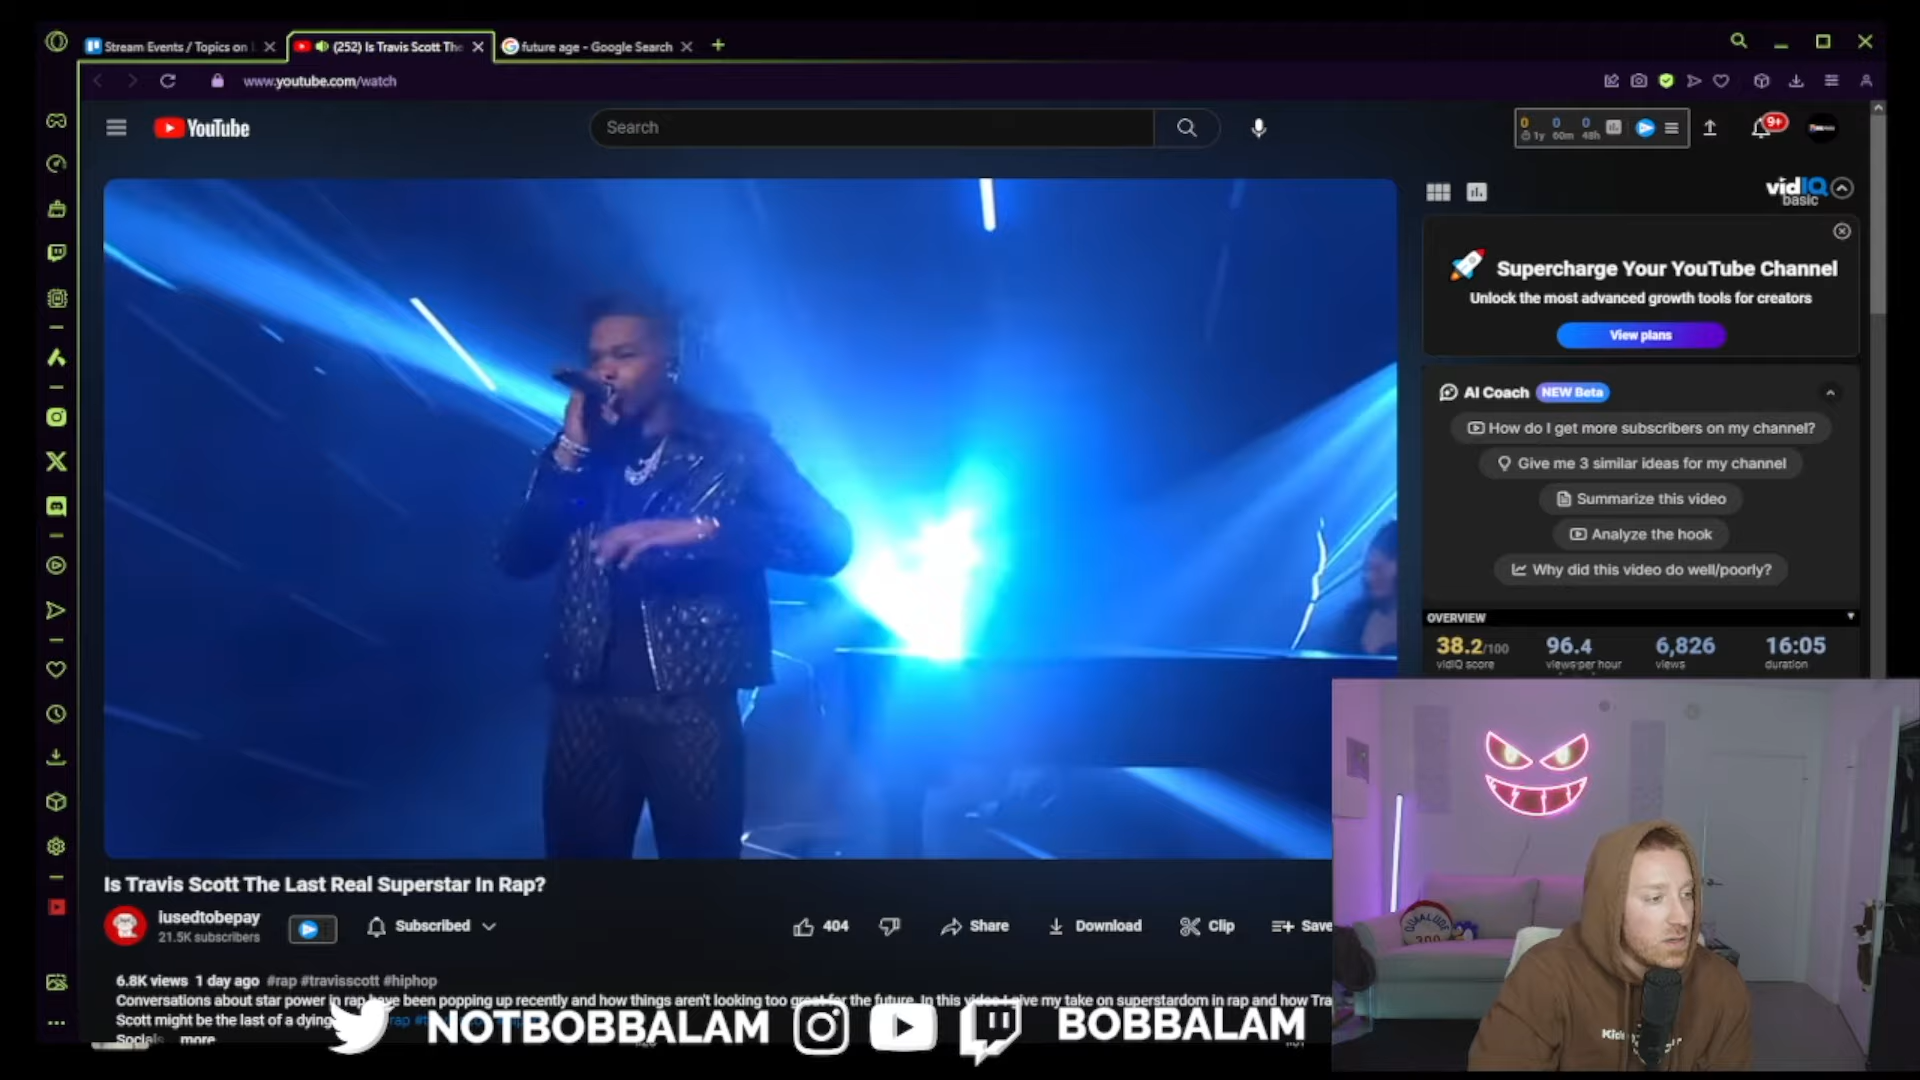 Stream Events / Topics on
(252) Is Travis Scott The
future age - Google Search
www.youtube.com/watch
YouTube
Search
0 0 0
1y 60m 48h
9+
vidIQ
basic
Supercharge Your YouTube Channel
Unlock the most advanced growth tools for creators
View plans
AI Coach NEW Beta
How do I get more subscribers on my channel?
Give me 3 similar ideas for my channel
Summarize this video
Analyze the hook
Why did this video do well/poorly?
OVERVIEW
38.2/100 96.4 6,826 16:05
vidIQ score views per hour views duration
Is Travis Scott The Last Real Superstar In Rap?
iusedtobepay
21.5K subscribers
Subscribed
404
Share
Download
Clip
Save
6.8K views 1 day ago #rap #travisscott #hiphop
Conversations about star power in rap have been popping up recently and how things aren't looking too great for the future. In this video I give my take on superstardom in rap and how Tra
Scott might be the last of a dying
Socials more
NOTBOBBALAM BOBBALAM